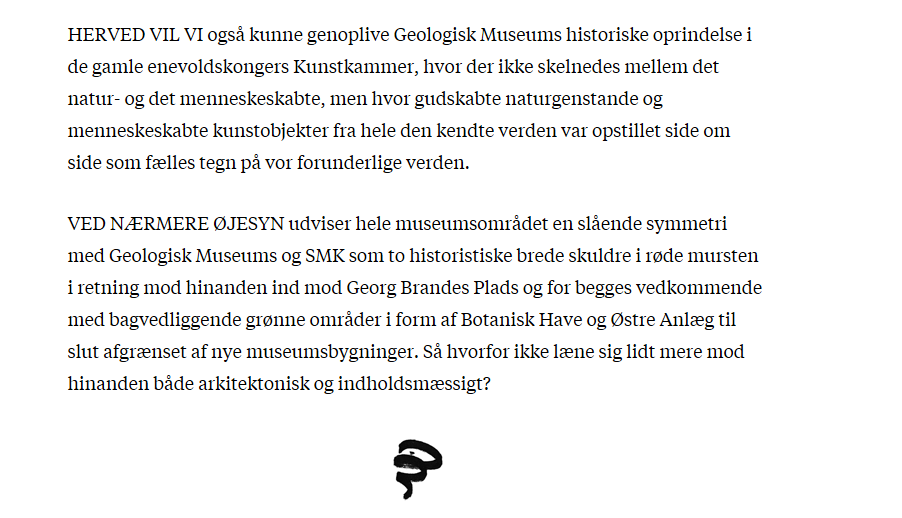 HERVED VIL VI også kunne genoplive Geologisk Museums historiske oprindelse i
de gamle enevoldskongers Kunstkammer, hvor der ikke skelnedes mellem det
natur- og det menneskeskabte, men hvor gudskabte naturgenstande og
menneskeskabte kunstobjekter fra hele den kendte verden var opstillet side om
side som fælles tegn på vor forunderlige verden.
VED NÆRMERE ØJESYN udviser hele museumsområdet en slående symmetri
med Geologisk Museums og SMK som to historistiske brede skuldre i røde mursten
i retning mod hinanden ind mod Georg Brandes Plads og for begges vedkommende
med bagvedliggende grønne områder i form af Botanisk Have og Østre Anlæg til
slut afgrænset af nye museumsbygninger. Så hvorfor ikke læne sig lidt mere mod
hinanden både arkitektonisk og indholdsmæssigt?